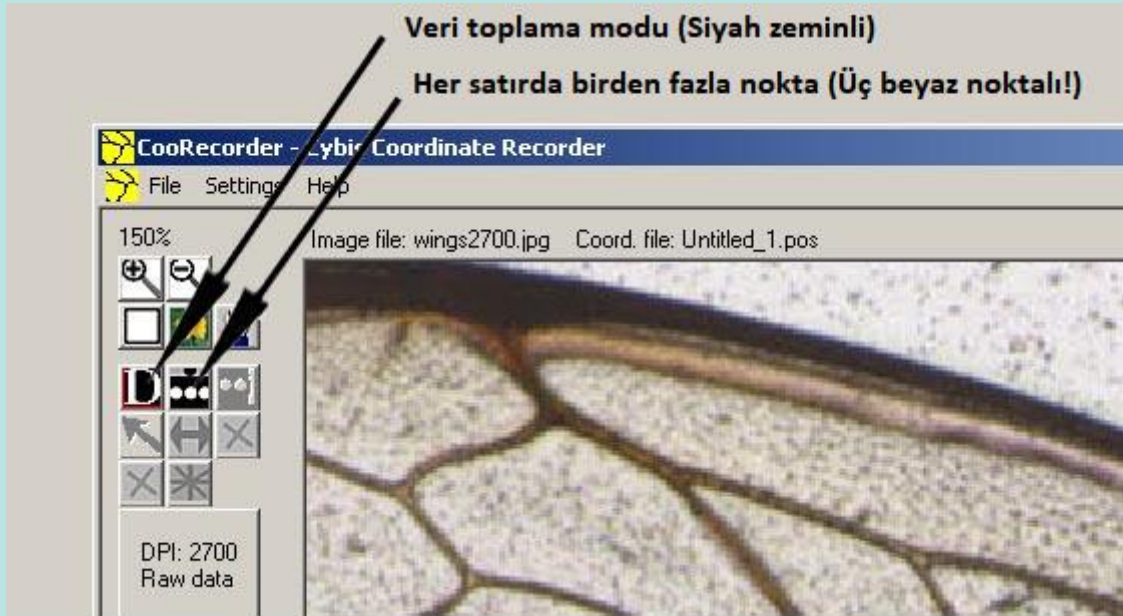 Veri toplama modu (Siyah zeminli)
Her satırda birden fazla nokta (Üç beyaz noktalı!)
CooRecorder - Cybis Coordinate Recorder
File Settings Help
150% Image file: wings2700.jpg Coord. file: Untitled_1.pos
D
DPI: 2700
Raw data